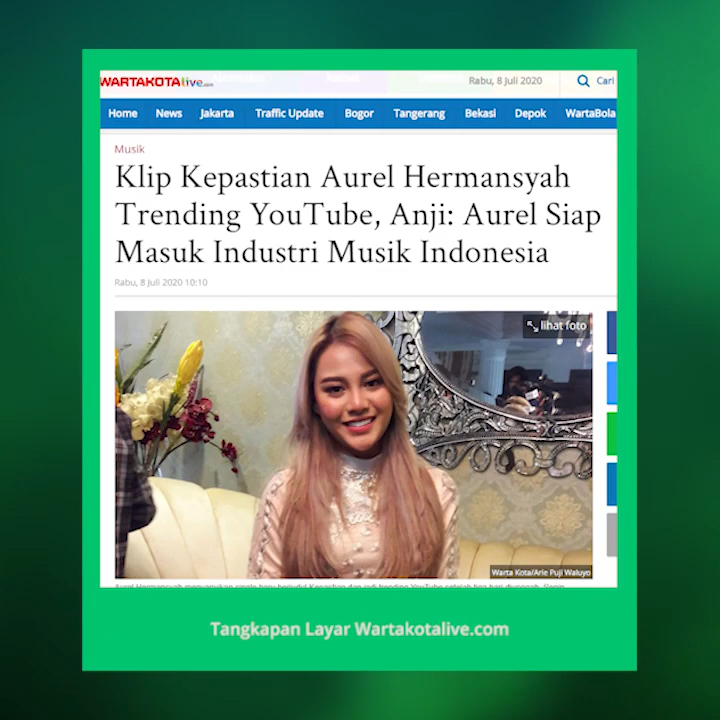 WARTAKOTAlive.com
Rabu, 8 Juli 2020
Cari
Home News Jakarta Traffic Update Bogor Tangerang Bekasi Depok WartaBola
Musik
Klip Kepastian Aurel Hermansyah
Trending YouTube, Anji: Aurel Siap
Masuk Industri Musik Indonesia
Rabu, 8 Juli 2020 10:10
lihat foto
Warta Kota/Arie Puji Waluyo
Tangkapan Layar Wartakotalive.com